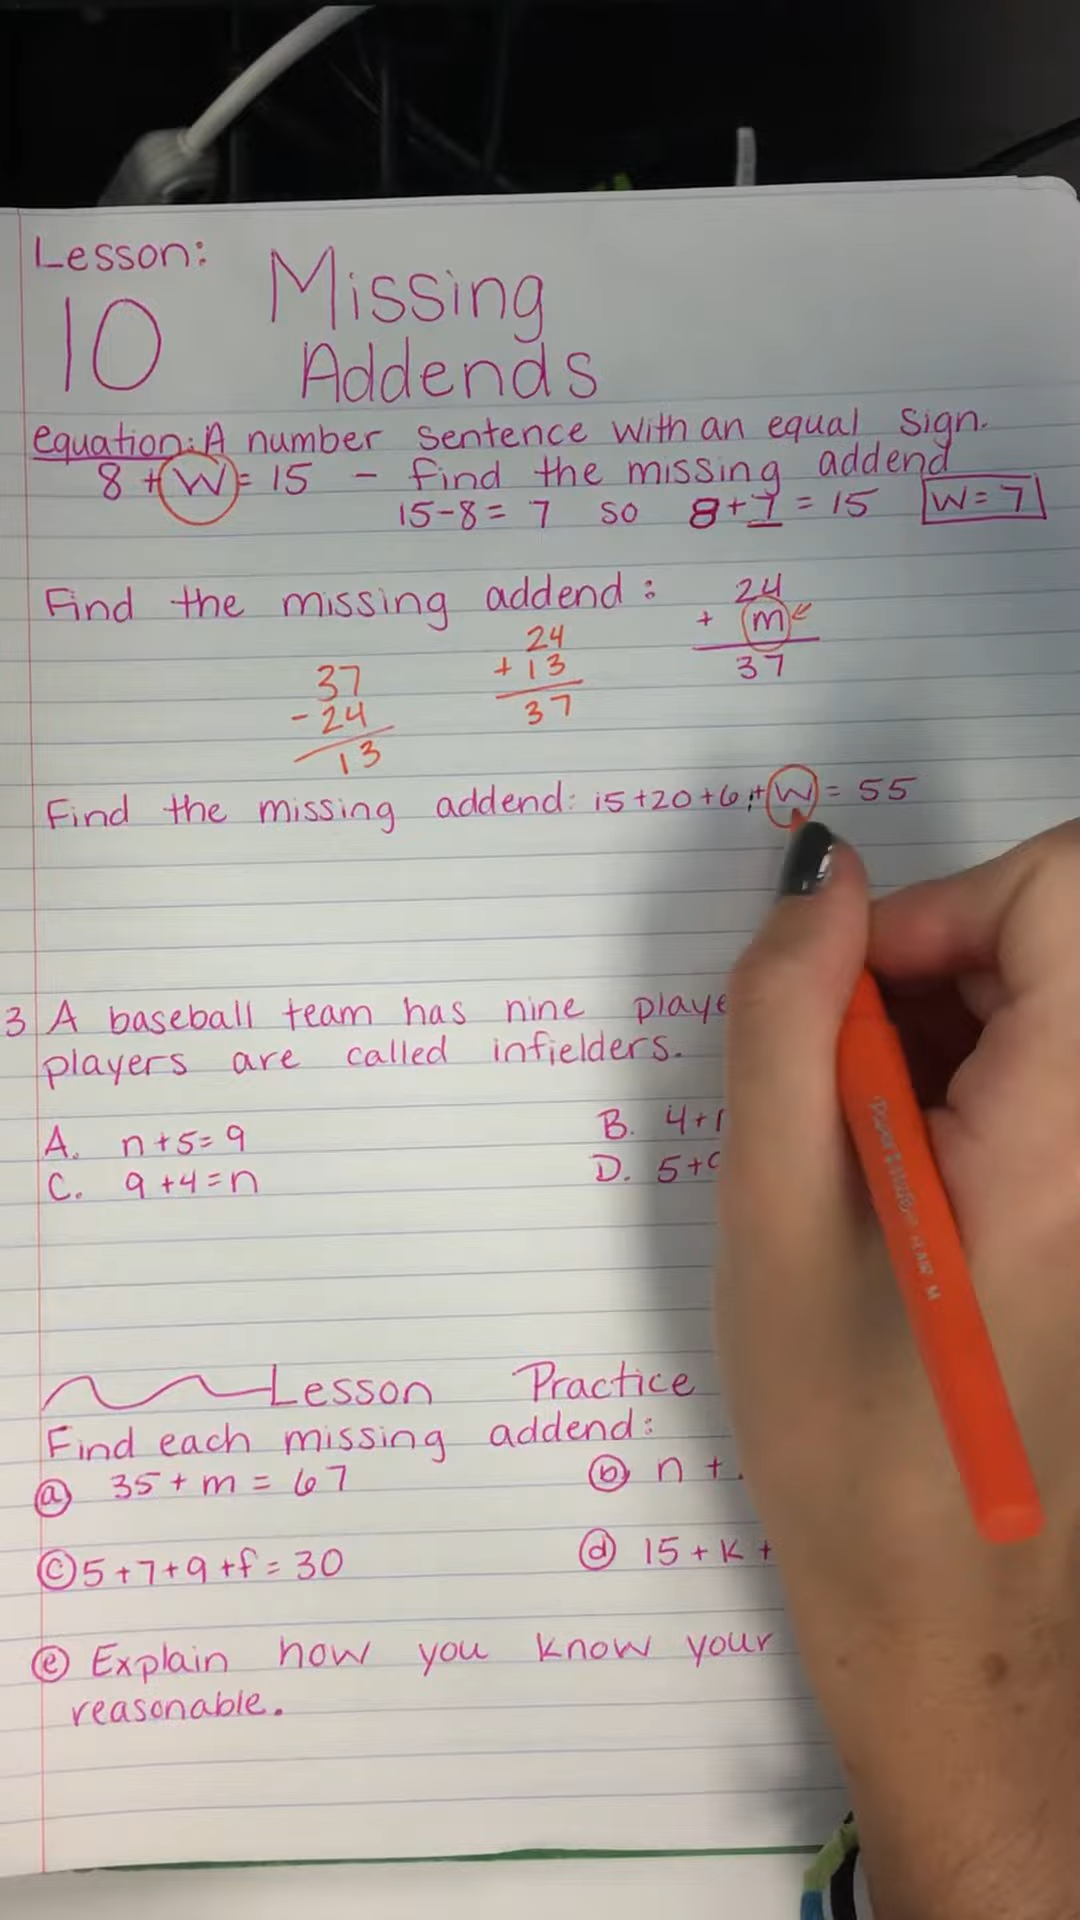 Lesson:
10
Missing
Addends
equation: A number sentence with an equal sign.
8 + W = 15 - find the missing addend
15-8 = 7 so 8+7 = 15 W = 7
Find the missing addend:
24
+ m
37
24
+ 13
37
37
- 24
13
Find the missing addend: 15+20+6+W = 55
3 A baseball team has nine
players are called infielders.
A. n+5=9
B. 4+
C. 9+4=n
D. 5+
Lesson Practice
Find each missing addend:
a 35 + m = 67
b n +
c 5+7+9+f = 30
d 15 + k +
e Explain how you know your
reasonable.